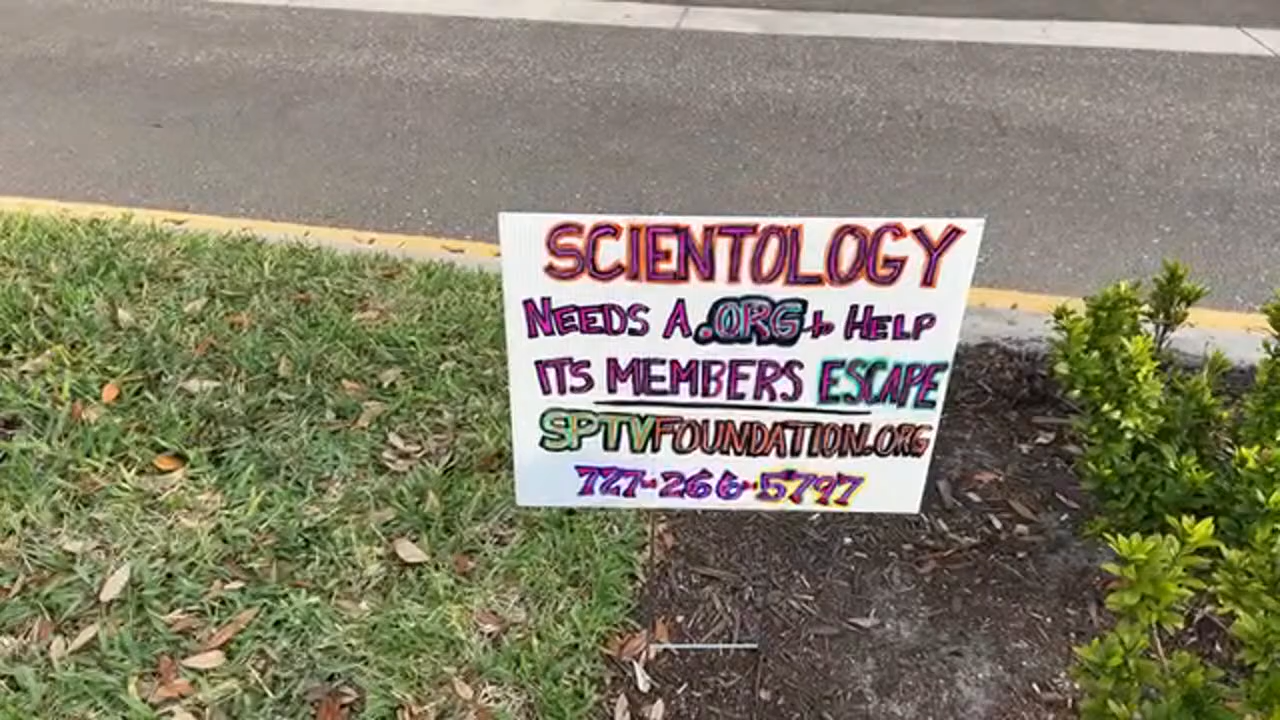 SCIENTOLOGY
NEEDS A .ORG to HELP
ITS MEMBERS ESCAPE
SPTVFOUNDATION.ORG
727-266-5797